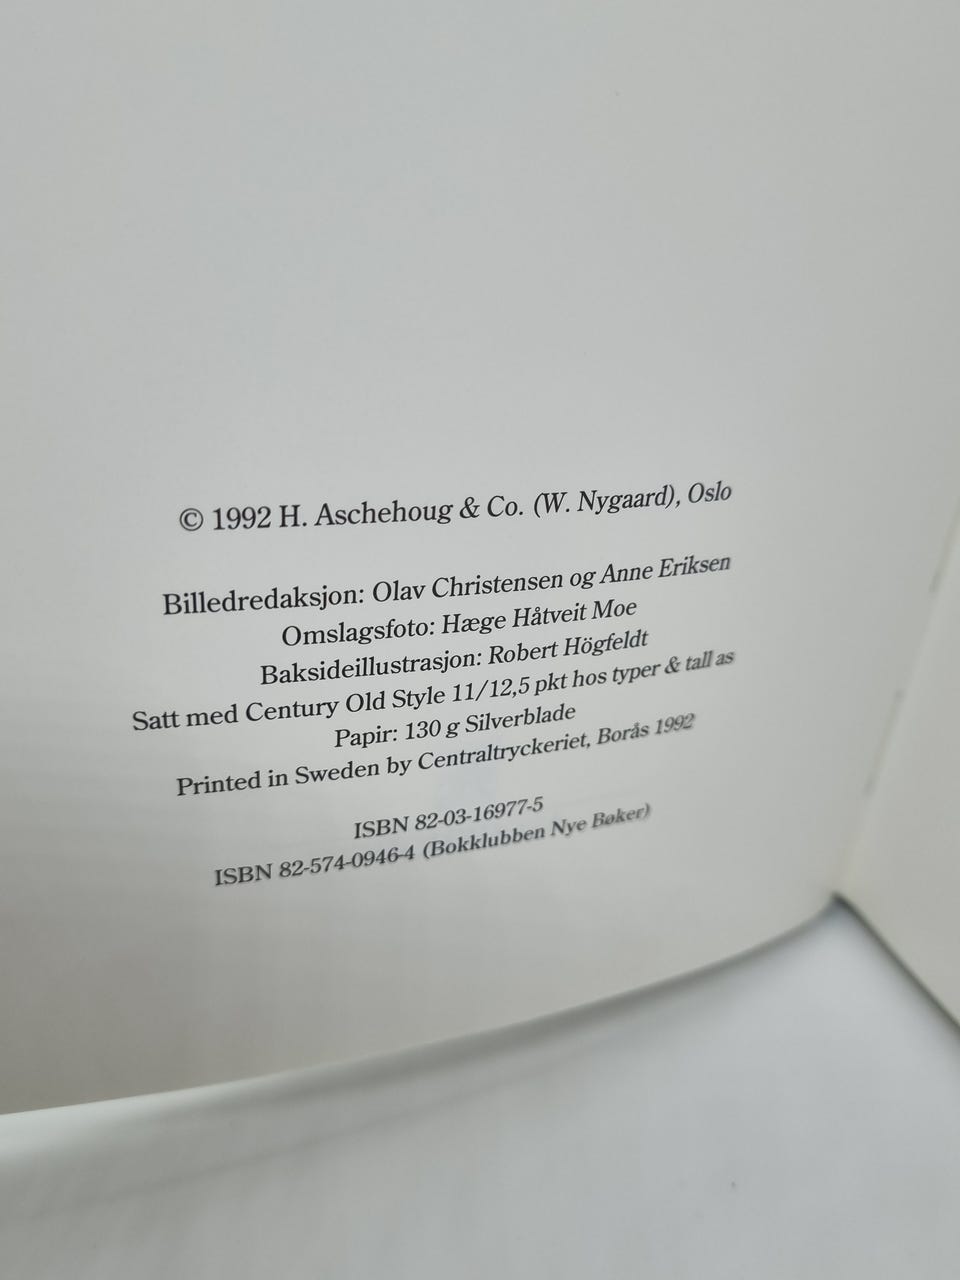 © 1992 H. Aschehoug & Co. (W. Nygaard), Oslo
Billedredaksjon: Olav Christensen og Anne Eriksen
Omslagsfoto: Hæge Håtveit Moe
Baksideillustrasjon: Robert Högfeldt
Satt med Century Old Style 11/12,5 pkt hos typer & tall as
Papir: 130 g Silverblade
Printed in Sweden by Centraltryckeriet, Borås 1992
ISBN 82-03-16977-5
ISBN 82-574-0946-4 (Bokklubben Nye Bøker)